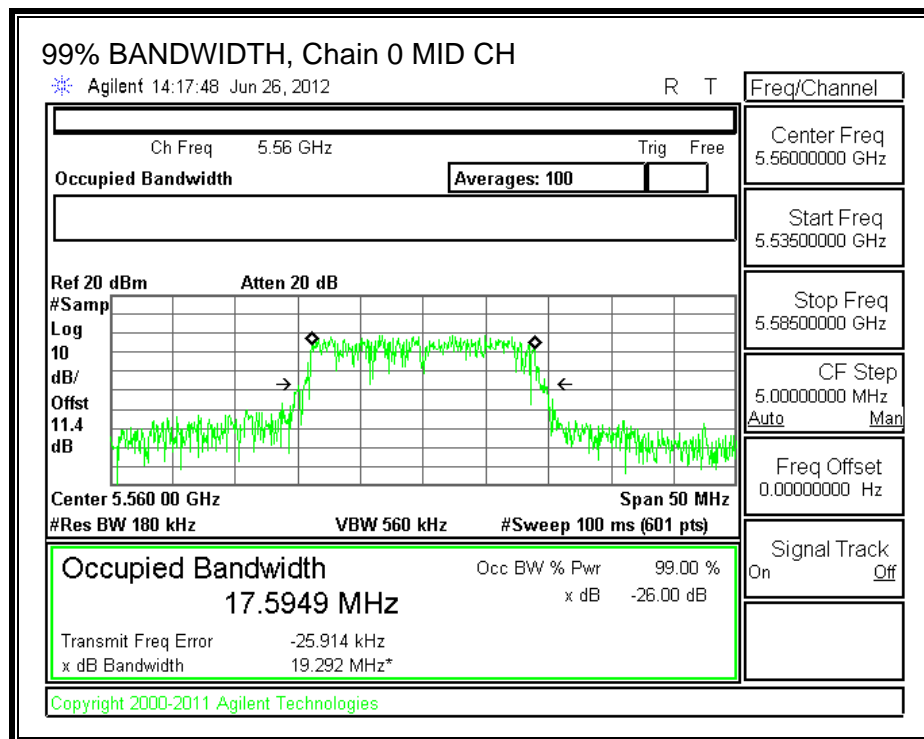 99% BANDWIDTH, Chain 0 MID CH
Agilent 14:17:48 Jun 26, 2012 R T
Freq/Channel
Ch Freq 5.56 GHz Trig Free
Occupied Bandwidth Averages: 100
Center Freq
5.56000000 GHz
Start Freq
5.53500000 GHz
Stop Freq
5.58500000 GHz
CF Step
5.00000000 MHz
Auto Man
Freq Offset
0.00000000 Hz
Signal Track
On Off
Ref 20 dBm Atten 20 dB
#Samp
Log
10
dB/
Offst
11.4
dB
Center 5.560 00 GHz Span 50 MHz
#Res BW 180 kHz VBW 560 kHz #Sweep 100 ms (601 pts)
Occupied Bandwidth Occ BW % Pwr 99.00 %
17.5949 MHz x dB -26.00 dB
Transmit Freq Error -25.914 kHz
x dB Bandwidth 19.292 MHz*
Copyright 2000-2011 Agilent Technologies